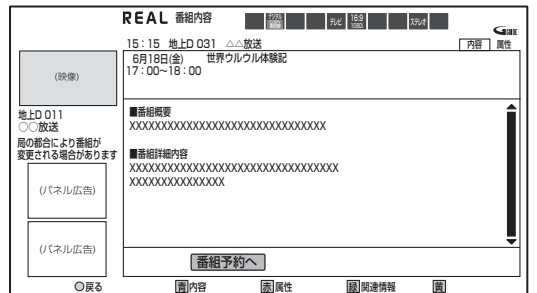 REAL 番組内容
テレビ 16:9 1080i ステレオ
G-GUIDE
15:15 地上D 031 △△放送
内容 属性
6月18日(金) 世界ウルウル体験記
17:00~18:00
(映像)
地上D 011
○○放送
局の都合により番組が
変更される場合があります
(パネル広告)
(パネル広告)
■番組概要
XXXXXXXXXXXXXXXXXXXXXXXXXXXXXX
■番組詳細内容
XXXXXXXXXXXXXXXXXXXXXXXXXXXXXXXX
XXXXXXXXXXXXXXX
番組予約へ
○戻る 青内容 赤属性 緑関連情報 黄